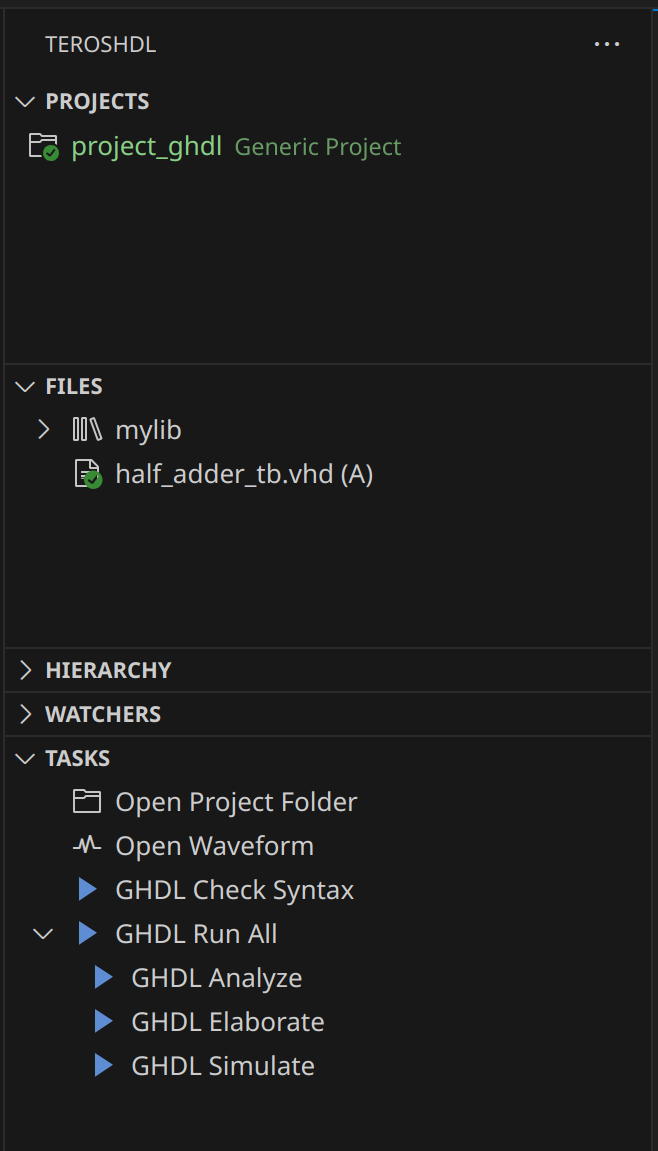 TEROSHDL
PROJECTS
project_ghdl Generic Project
FILES
mylib
half_adder_tb.vhd (A)
HIERARCHY
WATCHERS
TASKS
Open Project Folder
Open Waveform
GHDL Check Syntax
GHDL Run All
GHDL Analyze
GHDL Elaborate
GHDL Simulate